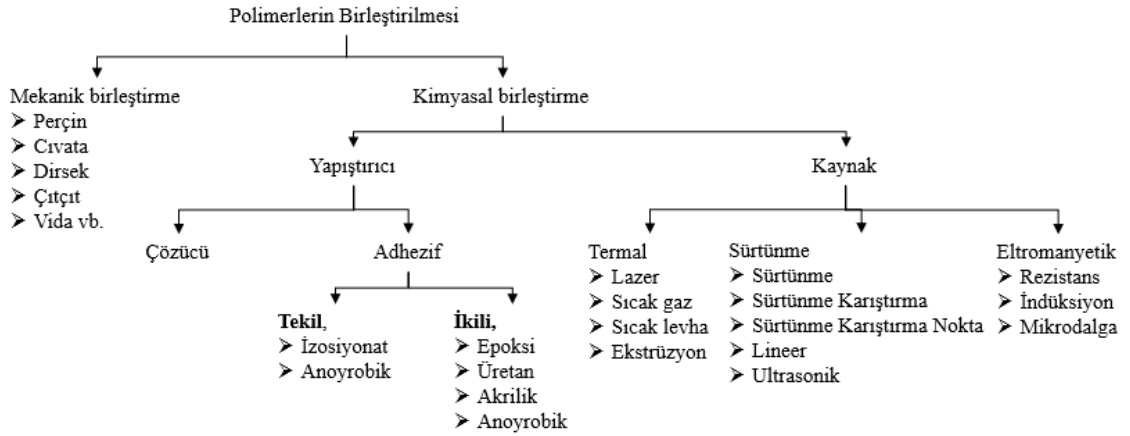 Polimerlerin Birleştirilmesi
Mekanik birleştirme
➢ Perçin
➢ Cıvata
➢ Dirsek
➢ Çıtçıt
➢ Vida vb.
Kimyasal birleştirme
Yapıştırıcı
Kaynak
Çözücü
Adhezif
Tekil,
➢ İzosiyonat
➢ Anoyrobik
İkili,
➢ Epoksi
➢ Üretan
➢ Akrilik
➢ Anoyrobik
Termal
➢ Lazer
➢ Sıcak gaz
➢ Sıcak levha
➢ Ekstrüzyon
Sürtünme
➢ Sürtünme
➢ Sürtünme Karıştırma
➢ Sürtünme Karıştırma Nokta
➢ Lineer
➢ Ultrasonik
Eltromanyetik
➢ Rezistans
➢ İndüksiyon
➢ Mikrodalga